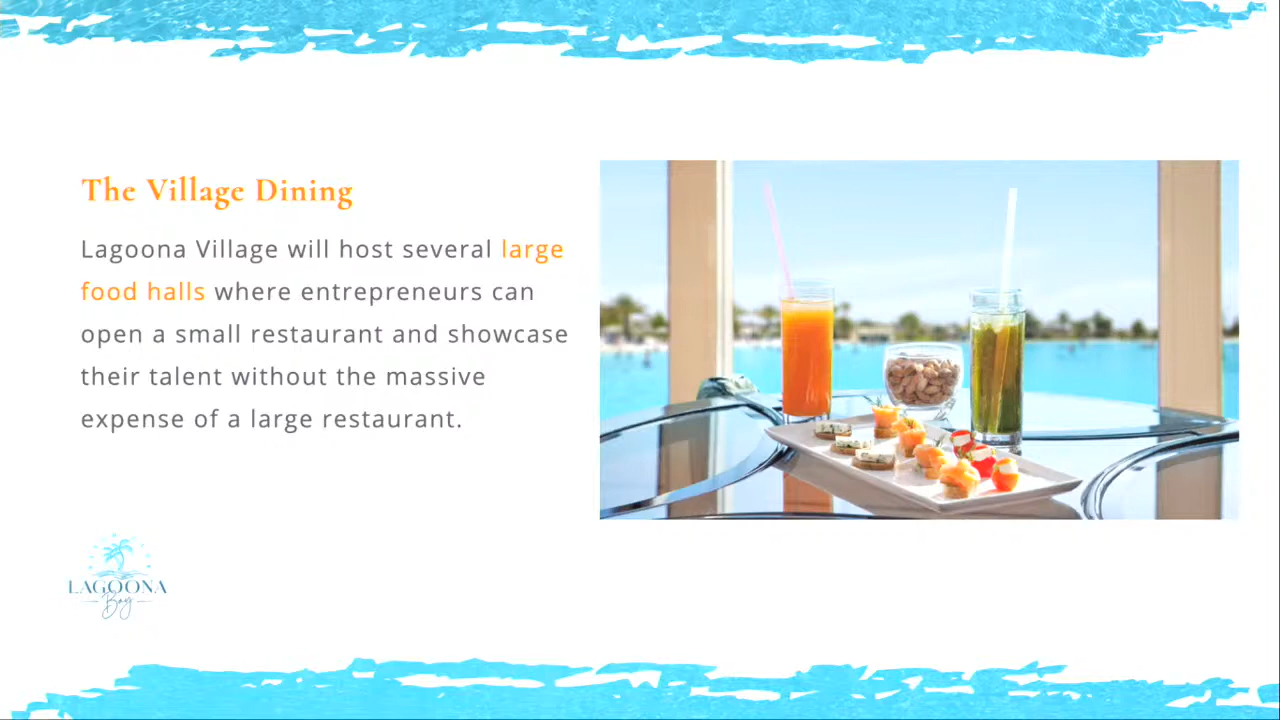 The Village Dining
Lagoona Village will host several large
food halls where entrepreneurs can
open a small restaurant and showcase
their talent without the massive
expense of a large restaurant.
LAGOONA
Bay